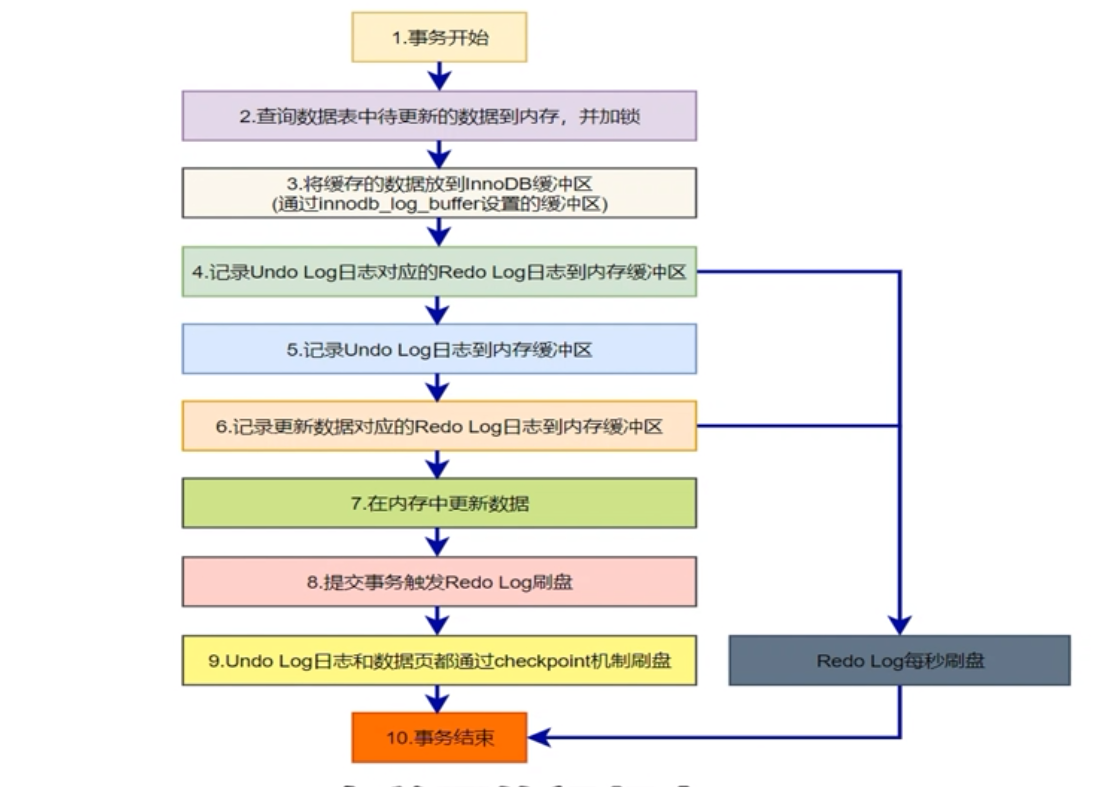 1.事务开始
2.查询数据表中待更新的数据到内存，并加锁
3.将缓存的数据放到InnoDB缓冲区
(通过innodb_log_buffer设置的缓冲区)
4.记录Undo Log日志对应的Redo Log日志到内存缓冲区
5.记录Undo Log日志到内存缓冲区
6.记录更新数据对应的Redo Log日志到内存缓冲区
7.在内存中更新数据
8.提交事务触发Redo Log刷盘
9.Undo Log日志和数据页都通过checkpoint机制刷盘
Redo Log每秒刷盘
10.事务结束